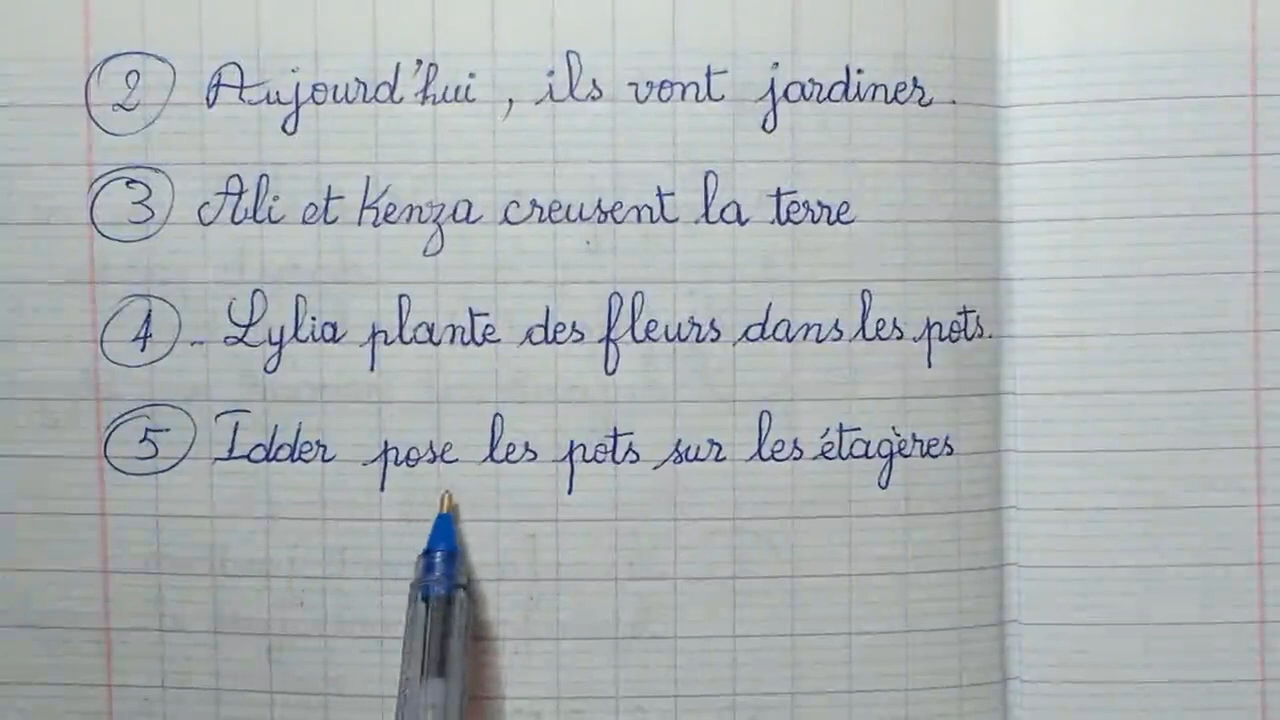 2 Aujourd'hui, ils vont jardiner.
3 Ali et Kenza creusent la terre
4 - Lylia plante des fleurs dans les pots.
5 Idder pose les pots sur les étagères